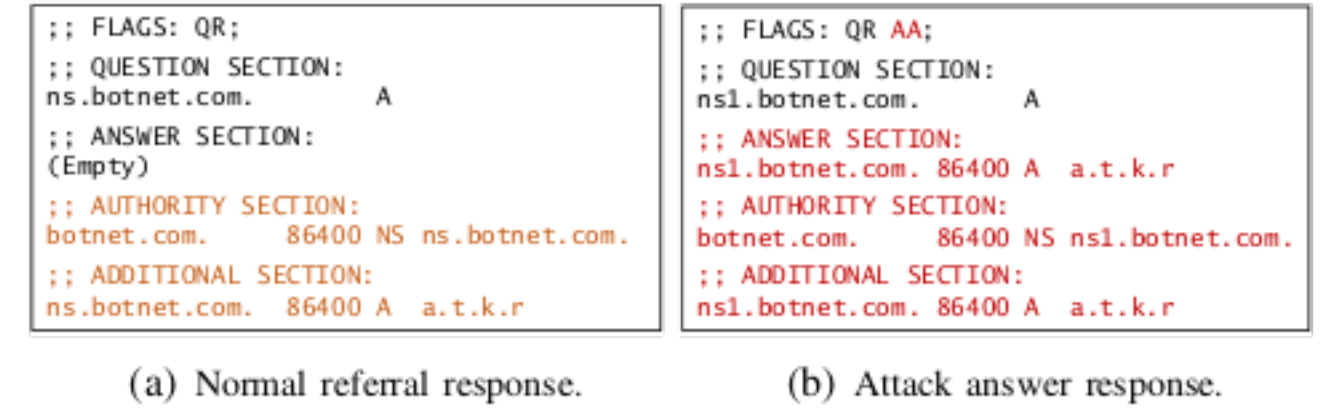 ;; FLAGS: QR;
;; QUESTION SECTION:
ns.botnet.com. A
;; ANSWER SECTION:
(Empty)
;; AUTHORITY SECTION:
botnet.com. 86400 NS ns.botnet.com.
;; ADDITIONAL SECTION:
ns.botnet.com. 86400 A a.t.k.r
(a) Normal referral response.
;; FLAGS: QR AA;
;; QUESTION SECTION:
ns1.botnet.com. A
;; ANSWER SECTION:
ns1.botnet.com. 86400 A a.t.k.r
;; AUTHORITY SECTION:
botnet.com. 86400 NS ns1.botnet.com.
;; ADDITIONAL SECTION:
ns1.botnet.com. 86400 A a.t.k.r
(b) Attack answer response.